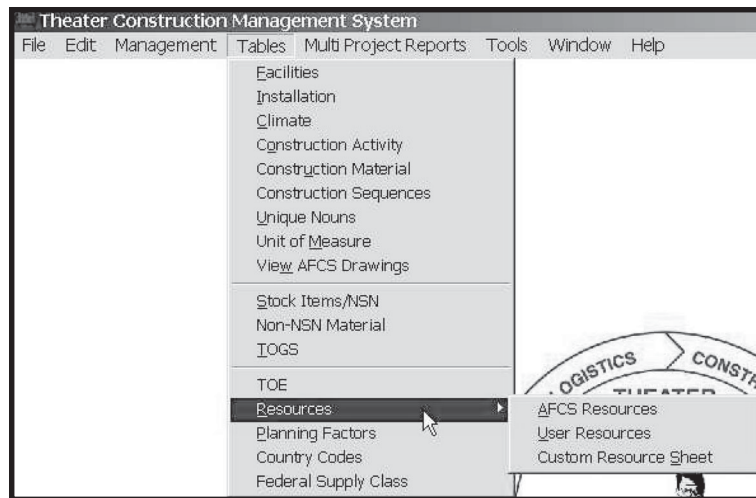 Theater Construction Management System
File Edit Management Tables Multi Project Reports Tools Window Help
Facilities
Installation
Climate
Construction Activity
Construction Material
Construction Sequences
Unique Nouns
Unit of Measure
View AFCS Drawings
Stock Items/NSN
Non-NSN Material
TOGS
TOE
Resources
Planning Factors
Country Codes
Federal Supply Class
AFCS Resources
User Resources
Custom Resource Sheet
LOGISTICS
THEATER